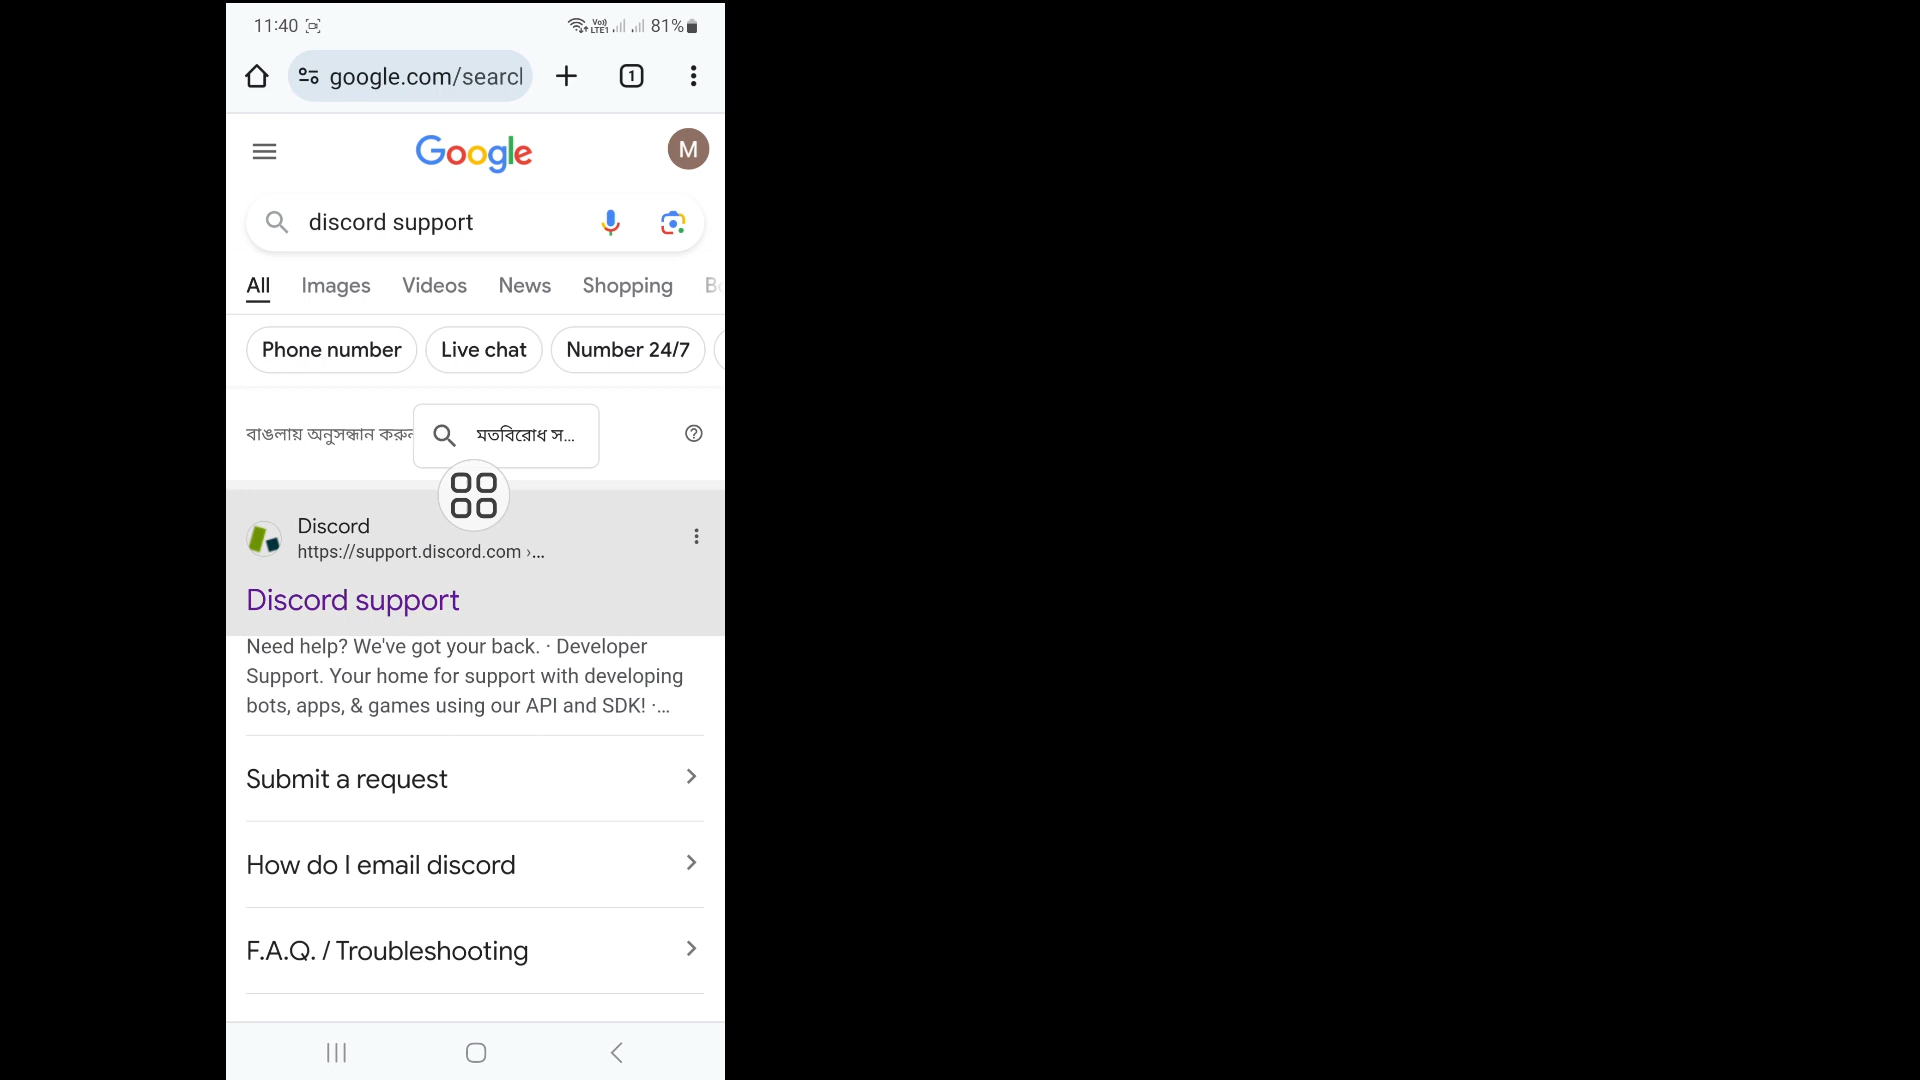 11:40
Vo)) LTE1 81%
google.com/search
1
Google
M
discord support
All Images Videos News Shopping
Phone number Live chat Number 24/7
বাঙলায় অনুসন্ধান করুন মতবিরোধ স...
Discord
https://support.discord.com ›...
Discord support
Need help? We've got your back. · Developer
Support. Your home for support with developing
bots, apps, & games using our API and SDK! ·...
Submit a request
How do I email discord
F.A.Q. / Troubleshooting